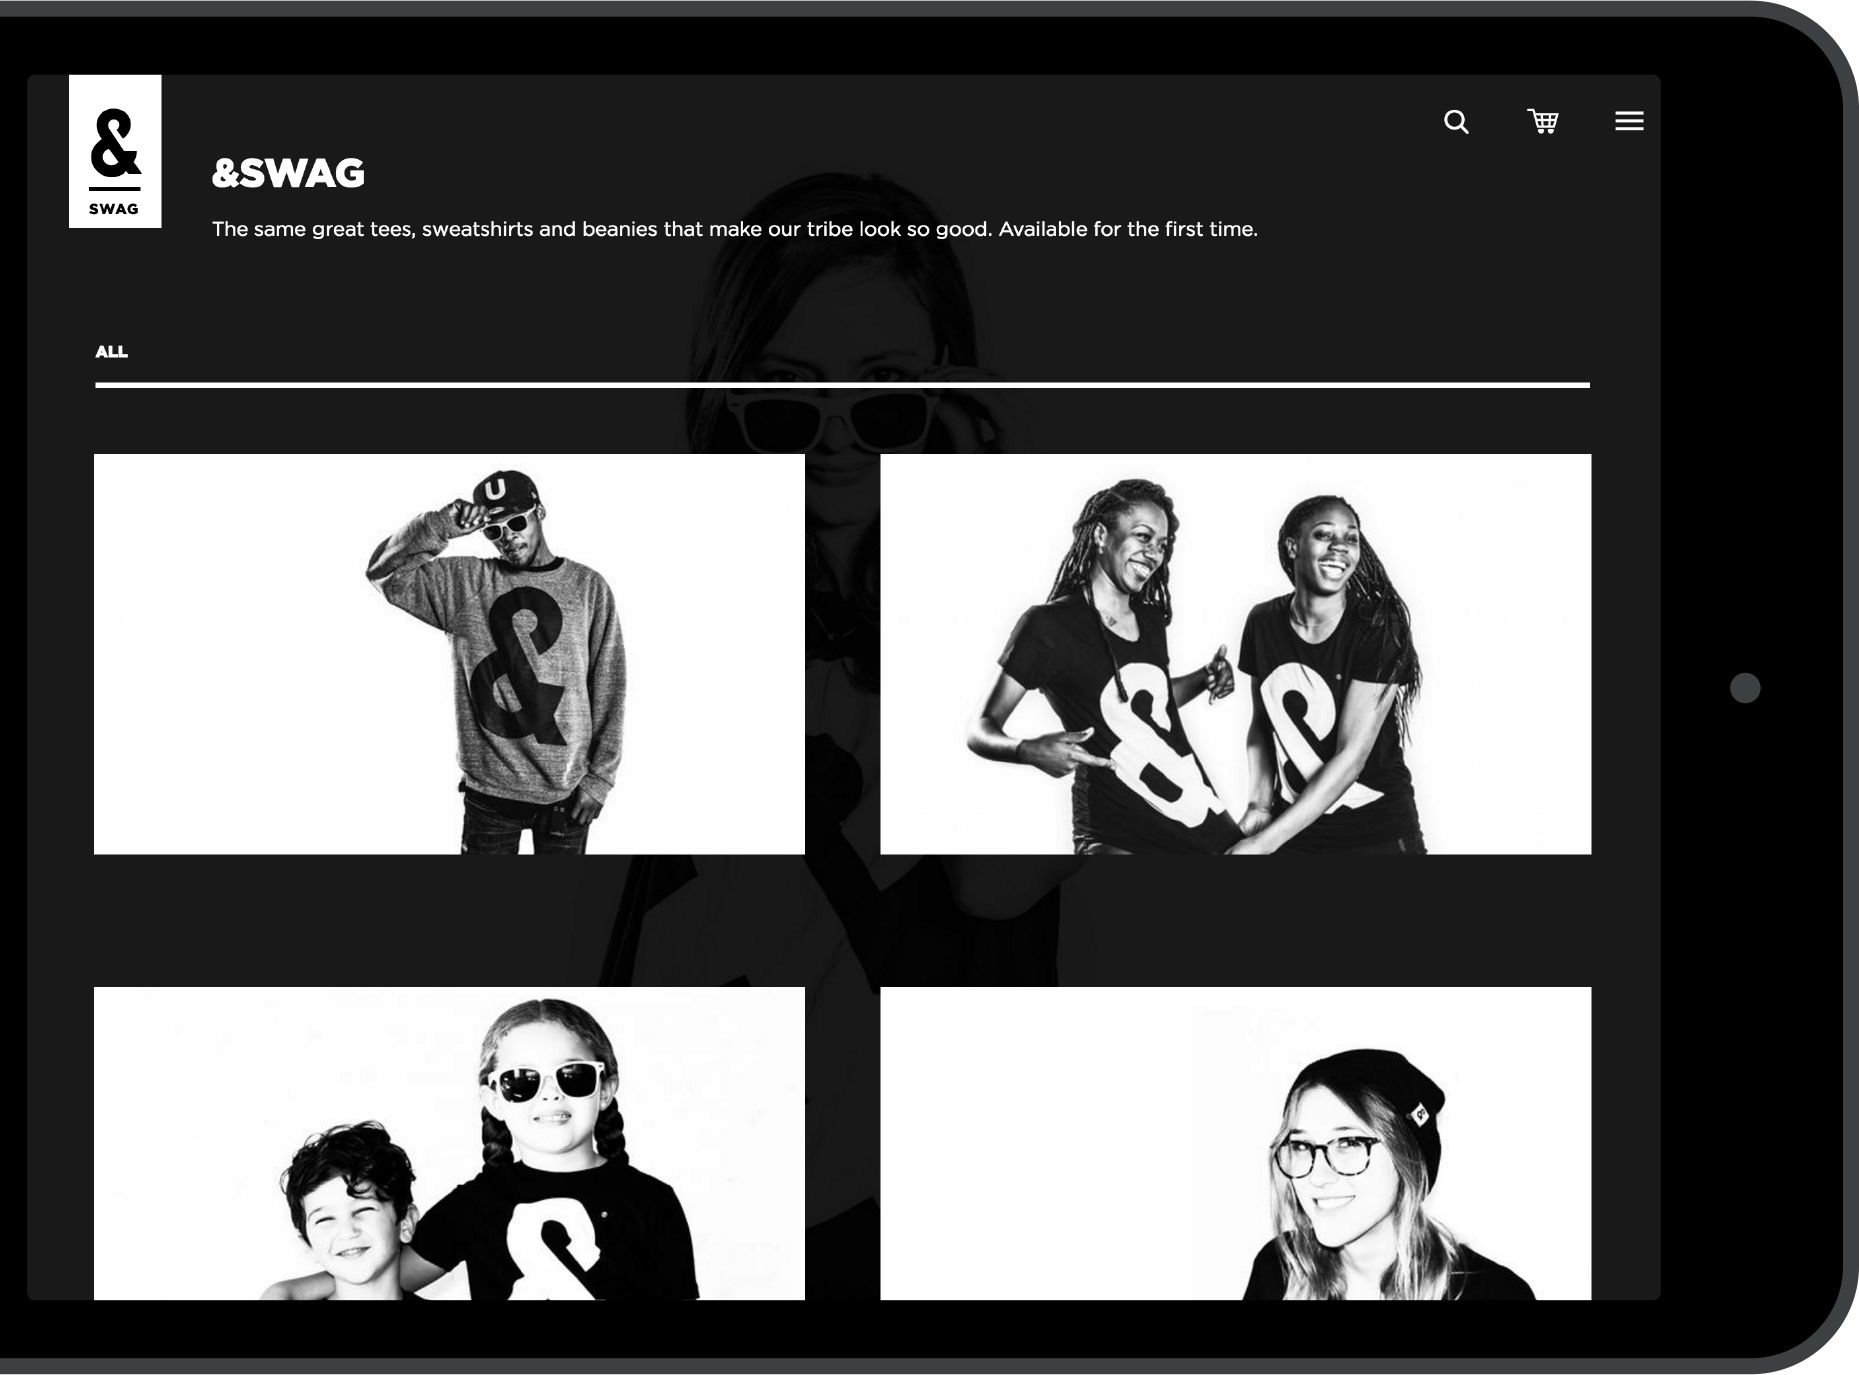 &
SWAG
&SWAG
The same great tees, sweatshirts and beanies that make our tribe look so good. Available for the first time.
ALL
U
&
&
&
&
&